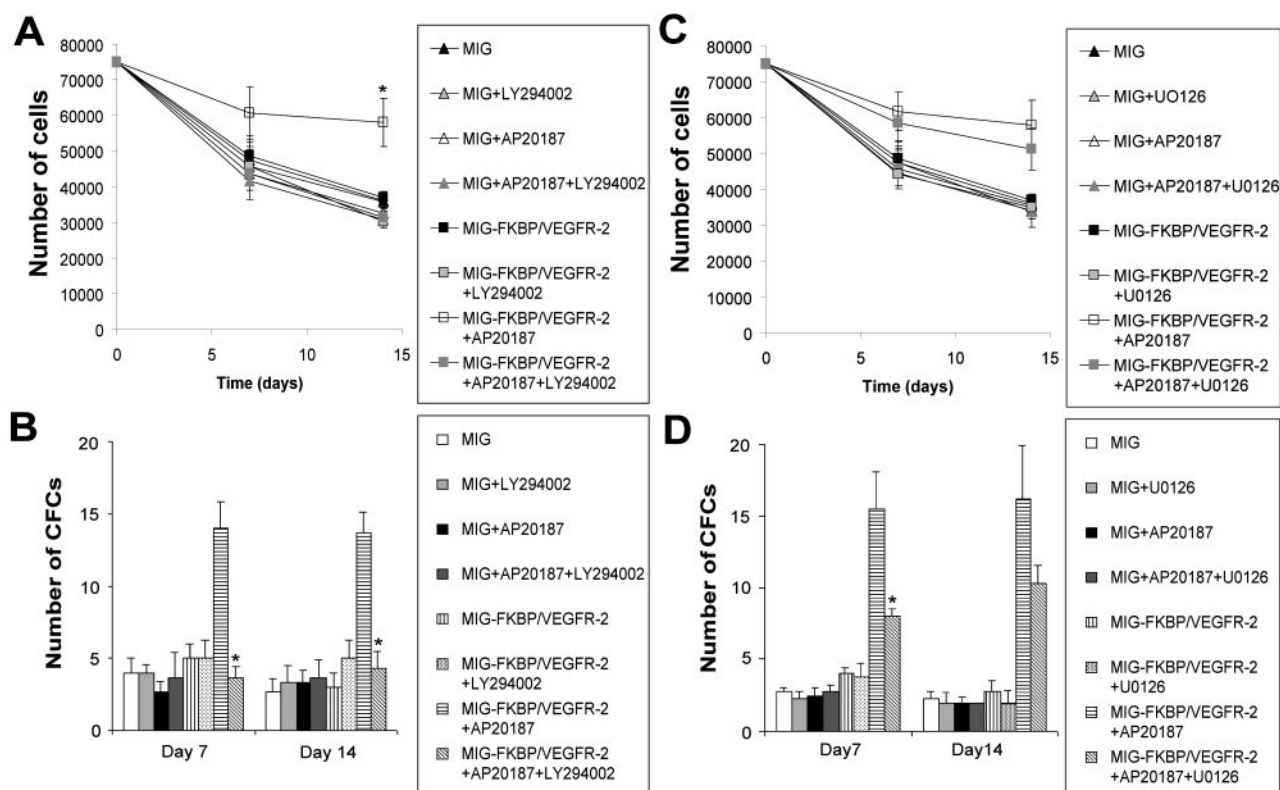 A
Number of cells
80000
70000
60000
50000
40000
30000
20000
10000
0
0
5
10
15
Time (days)
*
MIG
MIG+LY294002
MIG+AP20187
MIG+AP20187+LY294002
MIG-FKBP/VEGFR-2
MIG-FKBP/VEGFR-2
+LY294002
MIG-FKBP/VEGFR-2
+AP20187
MIG-FKBP/VEGFR-2
+AP20187+LY294002
C
Number of cells
80000
70000
60000
50000
40000
30000
20000
10000
0
0
5
10
15
Time (days)
MIG
MIG+UO126
MIG+AP20187
MIG+AP20187+U0126
MIG-FKBP/VEGFR-2
MIG-FKBP/VEGFR-2
+U0126
MIG-FKBP/VEGFR-2
+AP20187
MIG-FKBP/VEGFR-2
+AP20187+U0126
B
Number of CFCs
20
15
10
5
0
*
*
Day 7
Day 14
MIG
MIG+LY294002
MIG+AP20187
MIG+AP20187+LY294002
MIG-FKBP/VEGFR-2
MIG-FKBP/VEGFR-2
+LY294002
MIG-FKBP/VEGFR-2
+AP20187
MIG-FKBP/VEGFR-2
+AP20187+LY294002
D
Number of CFCs
20
15
10
5
0
*
Day7
Day14
MIG
MIG+U0126
MIG+AP20187
MIG+AP20187+U0126
MIG-FKBP/VEGFR-2
MIG-FKBP/VEGFR-2
+U0126
MIG-FKBP/VEGFR-2
+AP20187
MIG-FKBP/VEGFR-2
+AP20187+U0126